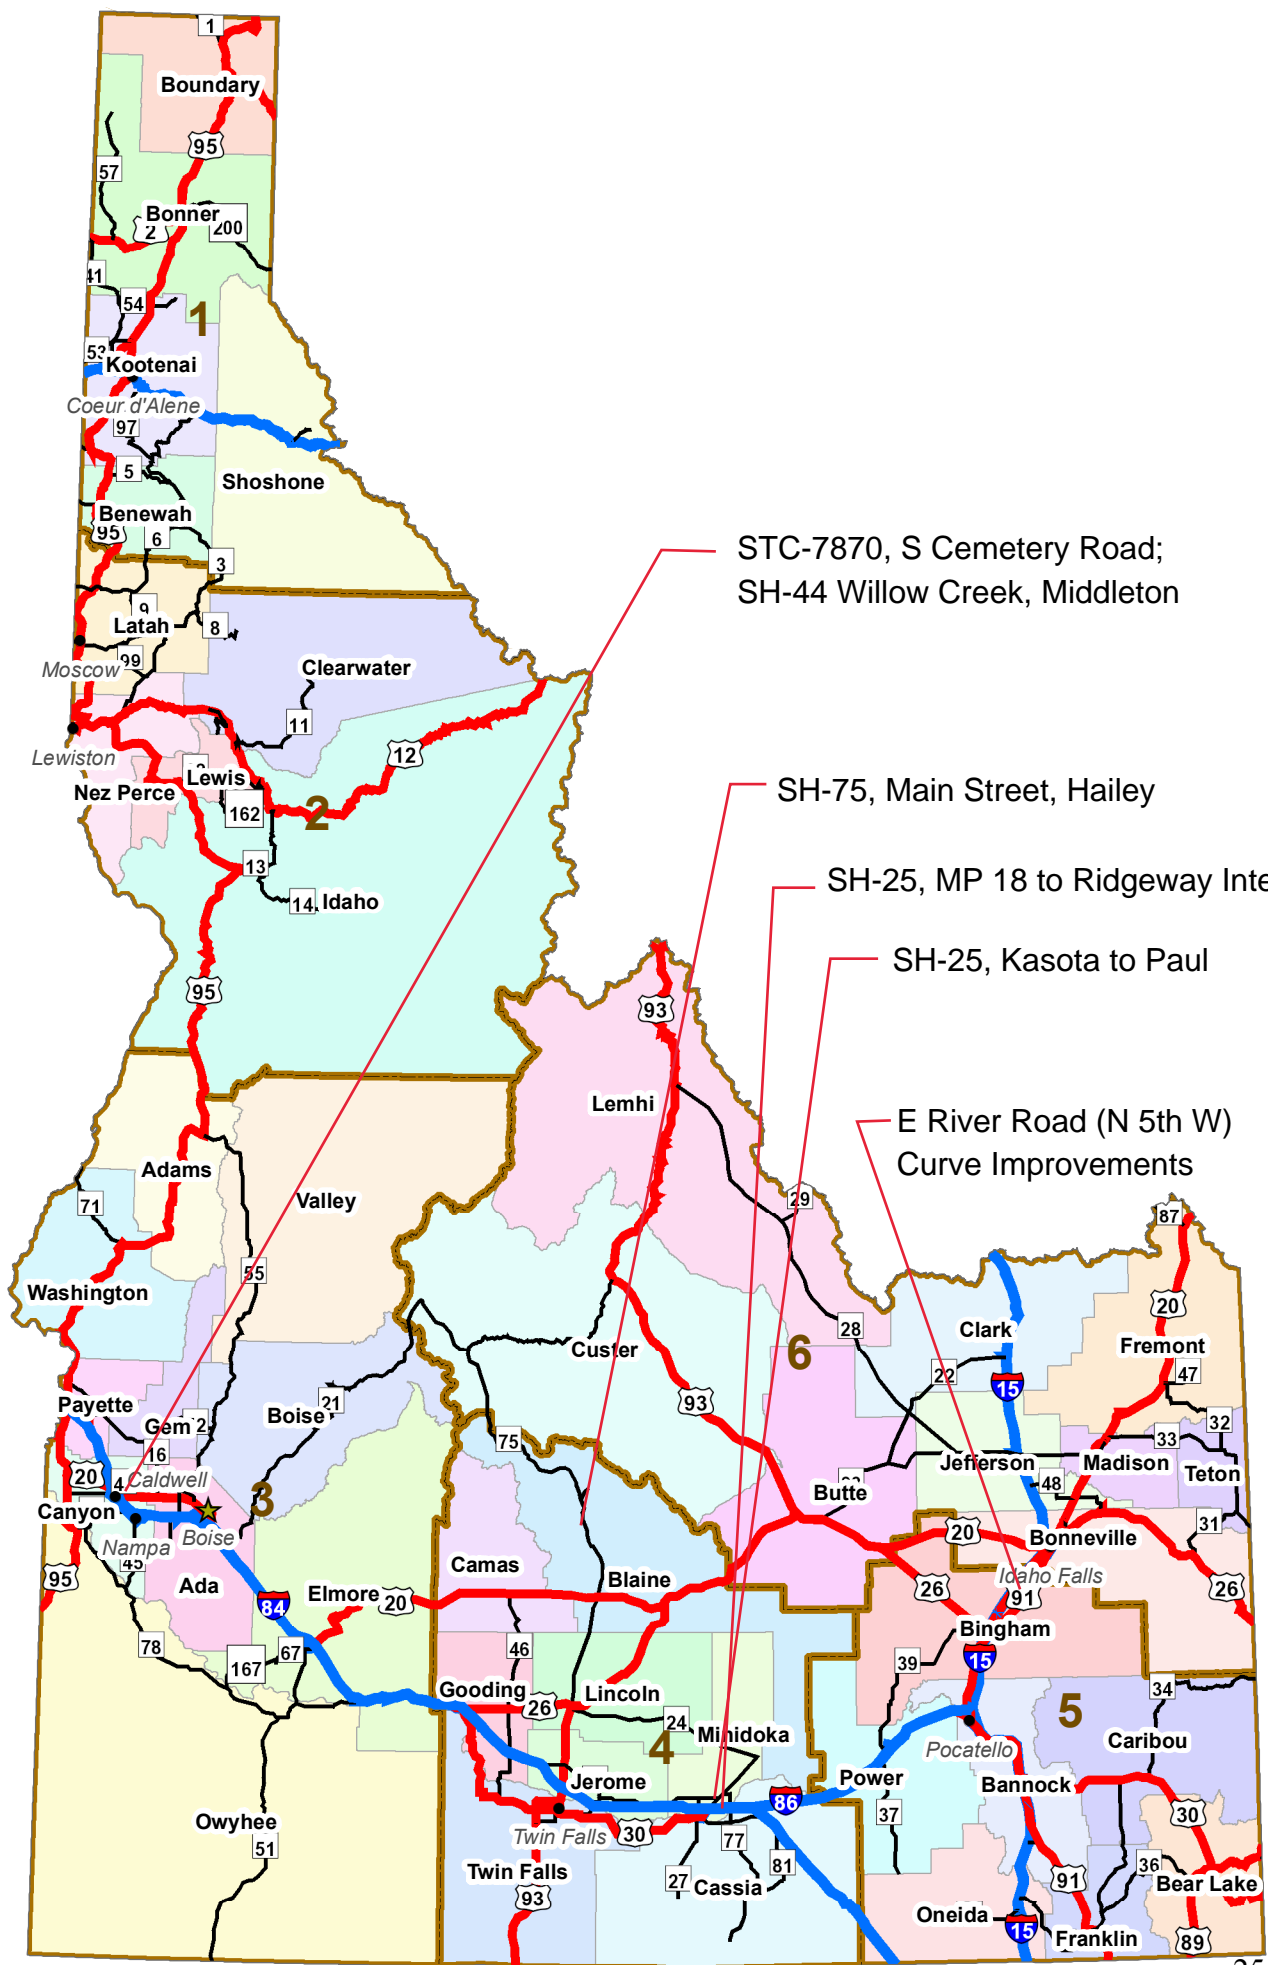 1
Boundary
95
57
Bonner
2
200
41
54
1
53
Kootenai
Coeur d'Alene
97
5
Shoshone
Benewah
95
6
3
STC-7870, S Cemetery Road;
SH-44 Willow Creek, Middleton
9
Latah
8
99
Moscow
Clearwater
11
12
Lewiston
Lewis
Nez Perce
162
2
SH-75, Main Street, Hailey
13
14
Idaho
SH-25, MP 18 to Ridgeway Inte
95
SH-25, Kasota to Paul
93
Lemhi
E River Road (N 5th W)
Curve Improvements
Adams
71
Valley
29
87
55
Washington
20
28
Clark
Custer
6
Fremont
22
47
15
93
Payette
21
Boise
Gem
32
75
16
33
Jefferson
Madison
Teton
20
4
Caldwell
48
Butte
3
Canyon
31
20
Bonneville
Nampa
Boise
45
Camas
Idaho Falls
95
Ada
Elmore
20
Blaine
26
91
26
84
Bingham
78
67
46
39
15
167
34
Gooding
26
Lincoln
24
5
Minidoka
4
Pocatello
Caribou
Jerome
Power
Bannock
86
37
30
Owyhee
Twin Falls
30
77
51
81
36
Twin Falls
27
Cassia
91
Bear Lake
93
Oneida
15
Franklin
89